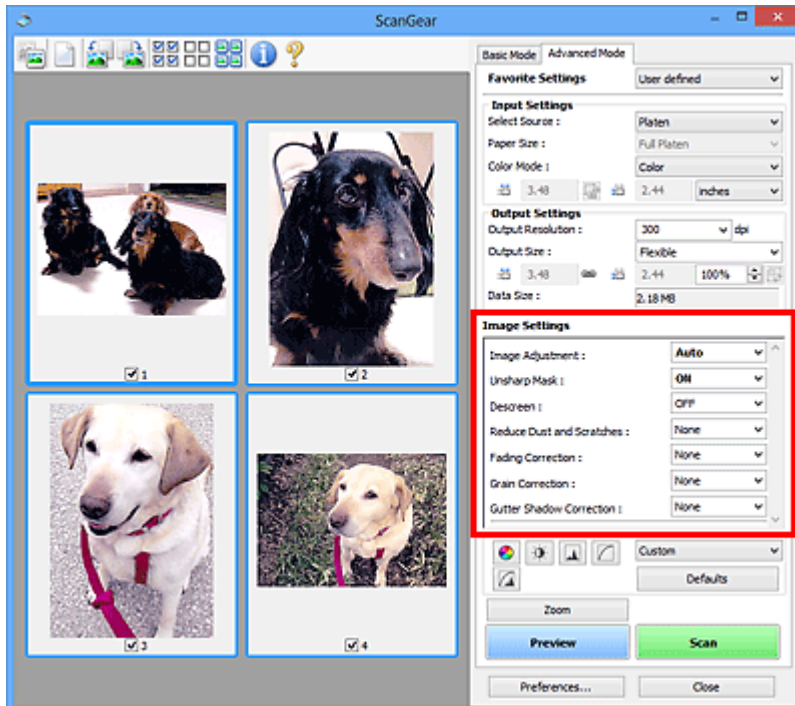 ScanGear
Basic Mode Advanced Mode
Favorite Settings User defined
Input Settings
Select Source : Platen
Paper Size : Full Platen
Color Mode : Color
3.48 2.44 inches
Output Settings
Output Resolution : 300 dpi
Output Size : Flexible
3.48 2.44 100%
Data Size : 2.18 MB
Image Settings
Image Adjustment : Auto
Unsharp Mask : ON
Descreen : OFF
Reduce Dust and Scratches : None
Fading Correction : None
Grain Correction : None
Gutter Shadow Correction : None
Custom
Defaults
Zoom
Preview Scan
Preferences... Close
1
2
3
4